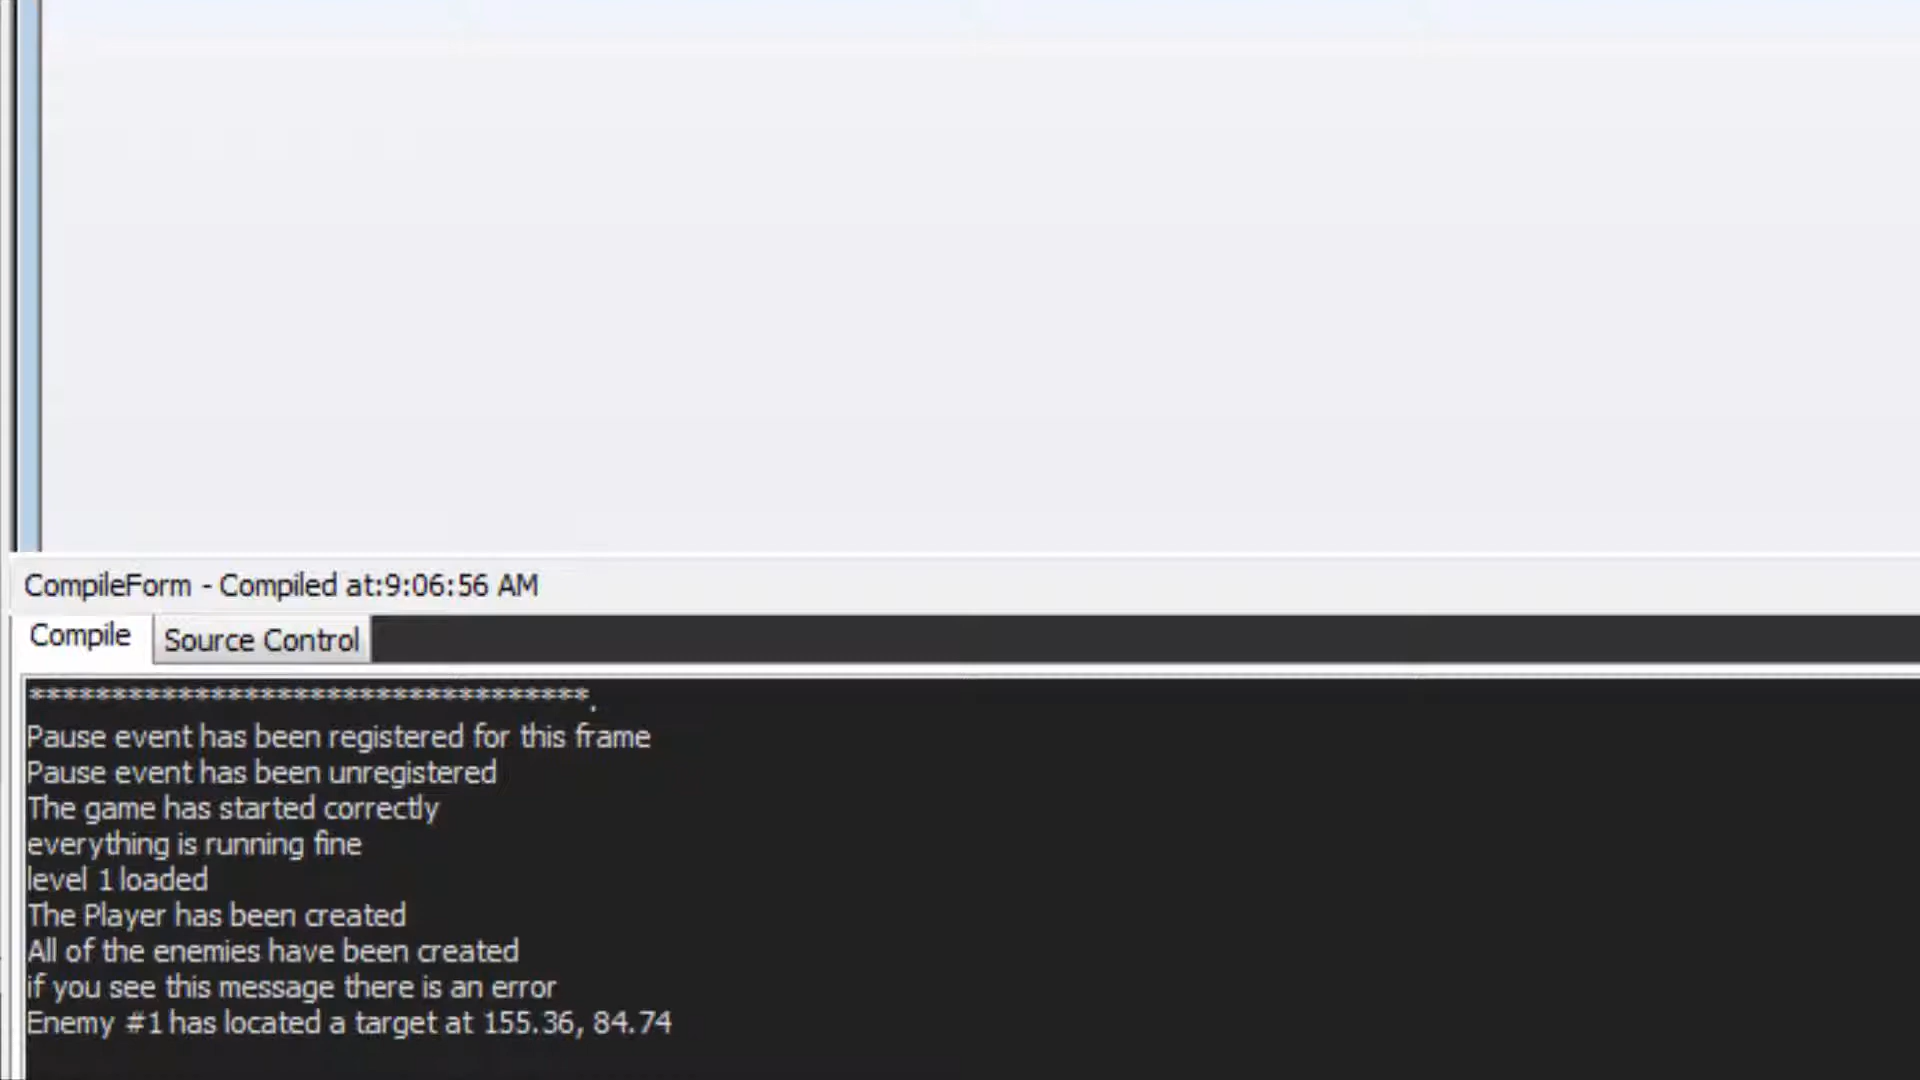 CompileForm - Compiled at:9:06:56 AM
Compile
Source Control
**********************************.
Pause event has been registered for this frame
Pause event has been unregistered
The game has started correctly
everything is running fine
level 1 loaded
The Player has been created
All of the enemies have been created
if you see this message there is an error
Enemy #1 has located a target at 155.36, 84.74